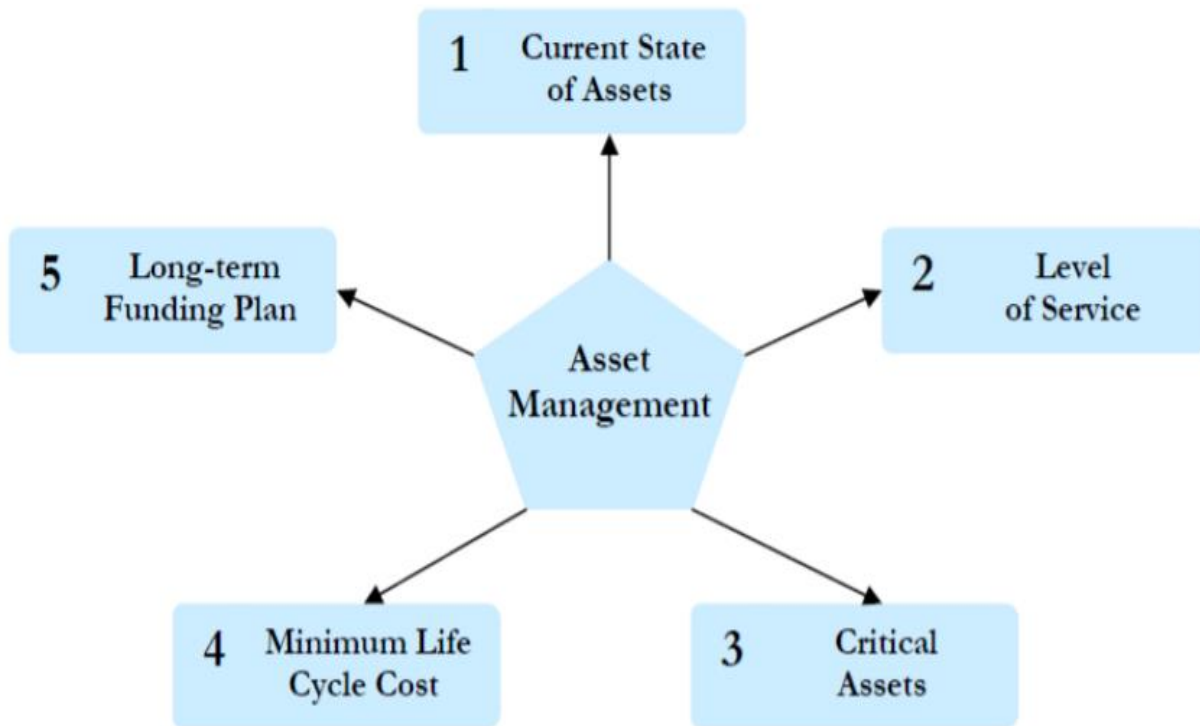 1 Current State
of Assets
5 Long-term
Funding Plan
2 Level
of Service
Asset
Management
4 Minimum Life
Cycle Cost
3 Critical
Assets